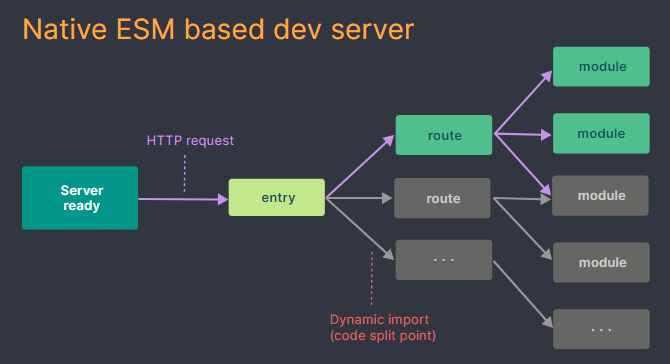 Native ESM based dev server
HTTP request
Server
ready
entry
route
route
· · ·
module
module
module
module
· · ·
Dynamic import
(code split point)